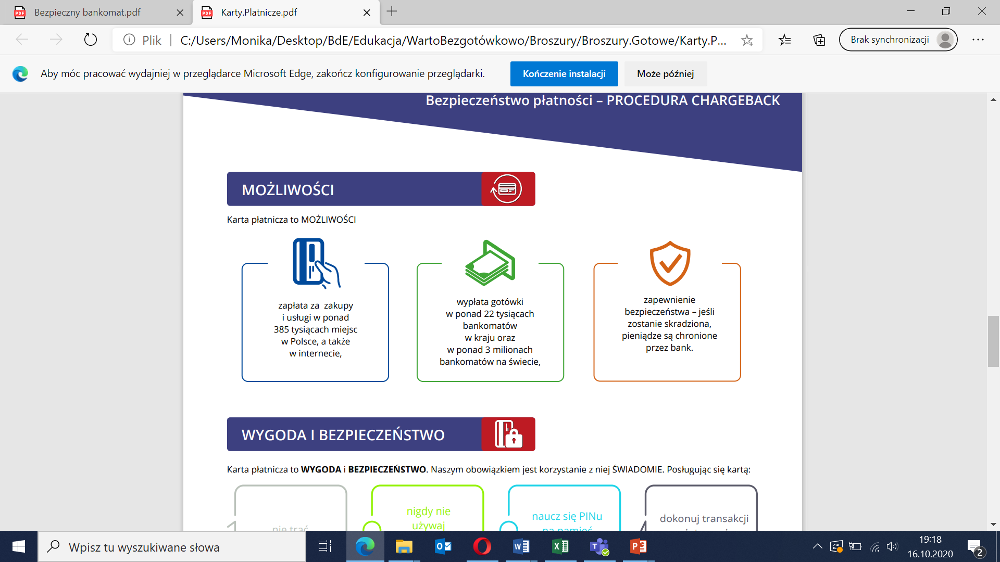 Bezpieczny bankomat.pdf
Karty.Platnicze.pdf
Plik
C:/Users/Monika/Desktop/BdE/Edukacja/WartoBezgotówkowo/Broszury/Broszury.Gotowe/Karty.P...
Brak synchronizacji
Aby móc pracować wydajniej w przeglądarce Microsoft Edge, zakończ konfigurowanie przeglądarki.
Kończenie instalacji
Może później
Bezpieczeństwo płatności – PROCEDURA CHARGEBACK
MOŻLIWOŚCI
Karta płatnicza to MOŻLIWOŚCI
zapłata za zakupy
i usługi w ponad
385 tysiącach miejsc
w Polsce, a także
w internecie,
wypłata gotówki
w ponad 22 tysiącach
bankomatów
w kraju oraz
w ponad 3 milionach
bankomatów na świecie,
zapewnienie
bezpieczeństwa – jeśli
zostanie skradziona,
pieniądze są chronione
przez bank.
WYGODA I BEZPIECZEŃSTWO
Karta płatnicza to WYGODA i BEZPIECZEŃSTWO. Naszym obowiązkiem jest korzystanie z niej ŚWIADOMIE. Posługując się kartą:
nie trać
nigdy nie
używaj
naucz się PINu
na pamięć
dokonuj transakcji
Wpisz tu wyszukiwane słowa
19:18
16.10.2020
2